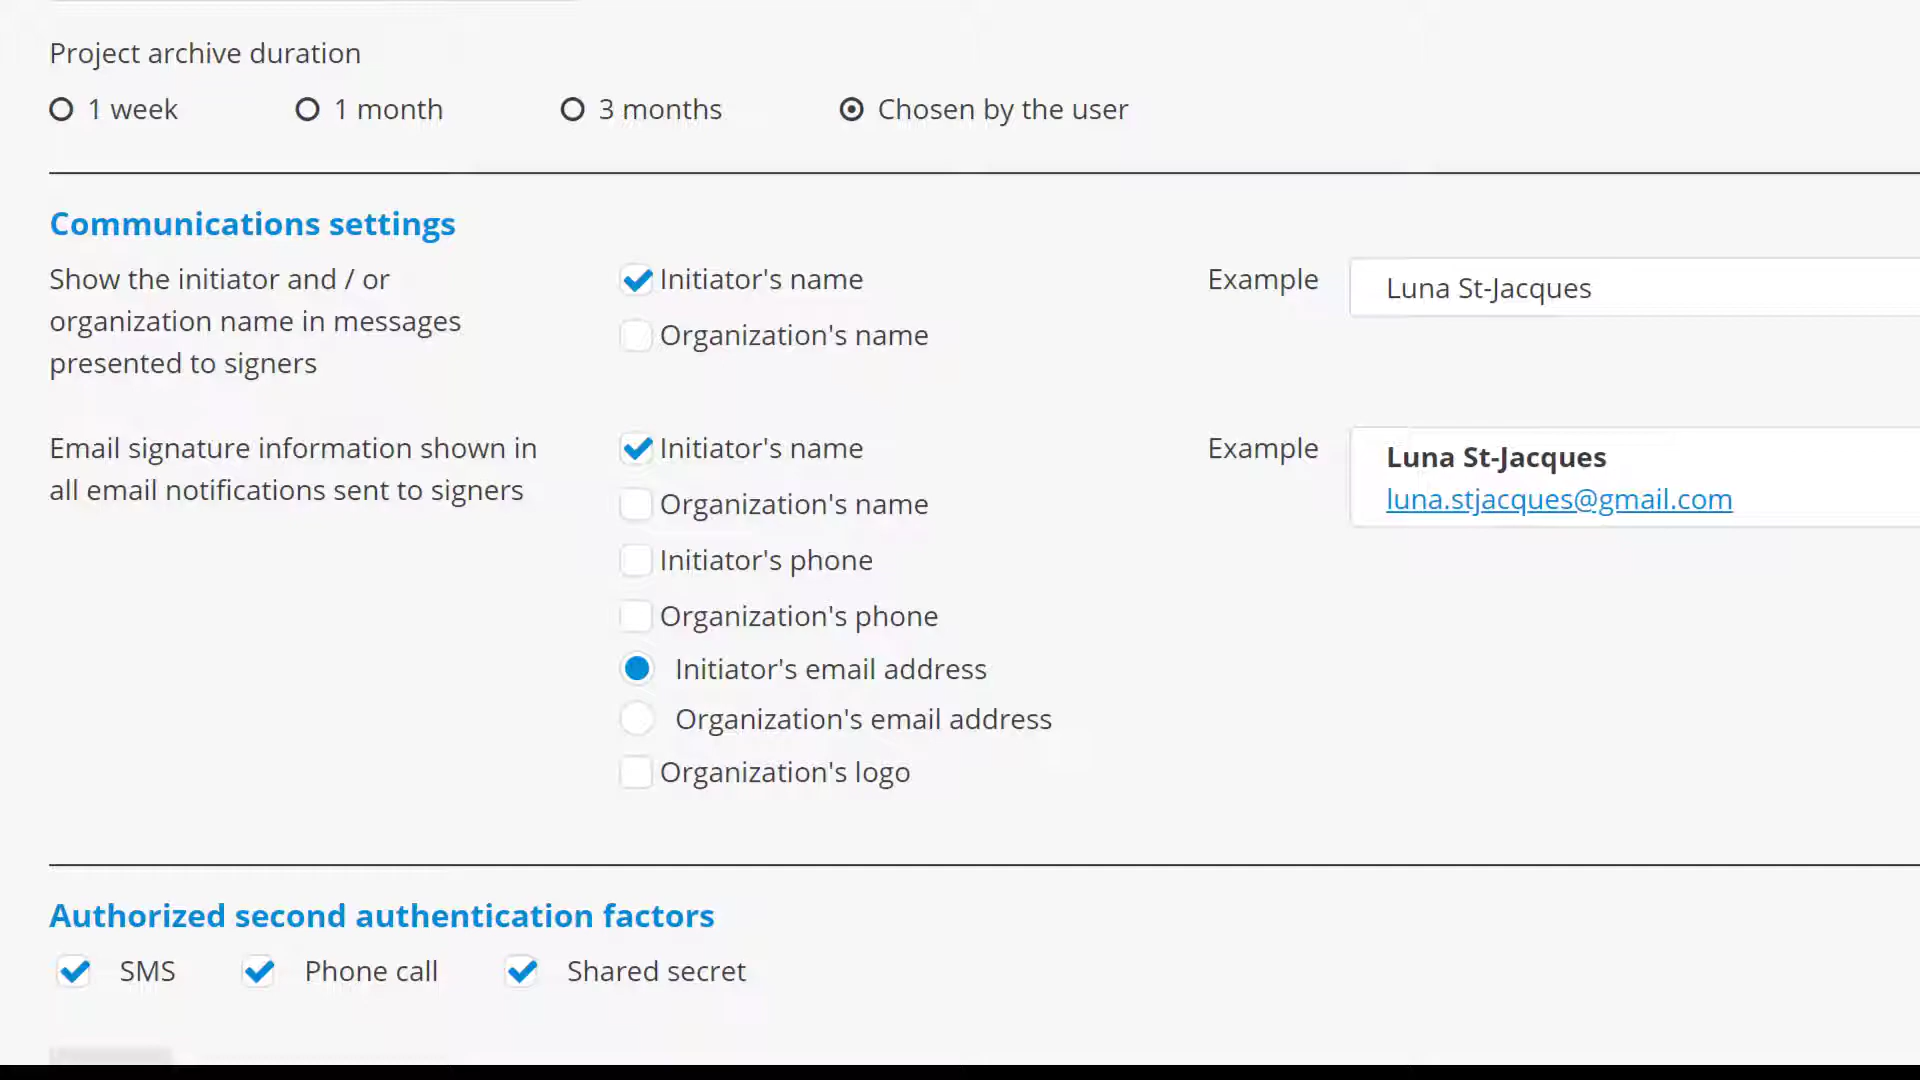 Project archive duration
1 week 1 month 3 months Chosen by the user
Communications settings
Show the initiator and / or
organization name in messages
presented to signers
Initiator's name
Organization's name
Example
Luna St-Jacques
Email signature information shown in
all email notifications sent to signers
Initiator's name
Organization's name
Initiator's phone
Organization's phone
Initiator's email address
Organization's email address
Organization's logo
Example
Luna St-Jacques
luna.stjacques@gmail.com
Authorized second authentication factors
SMS Phone call Shared secret